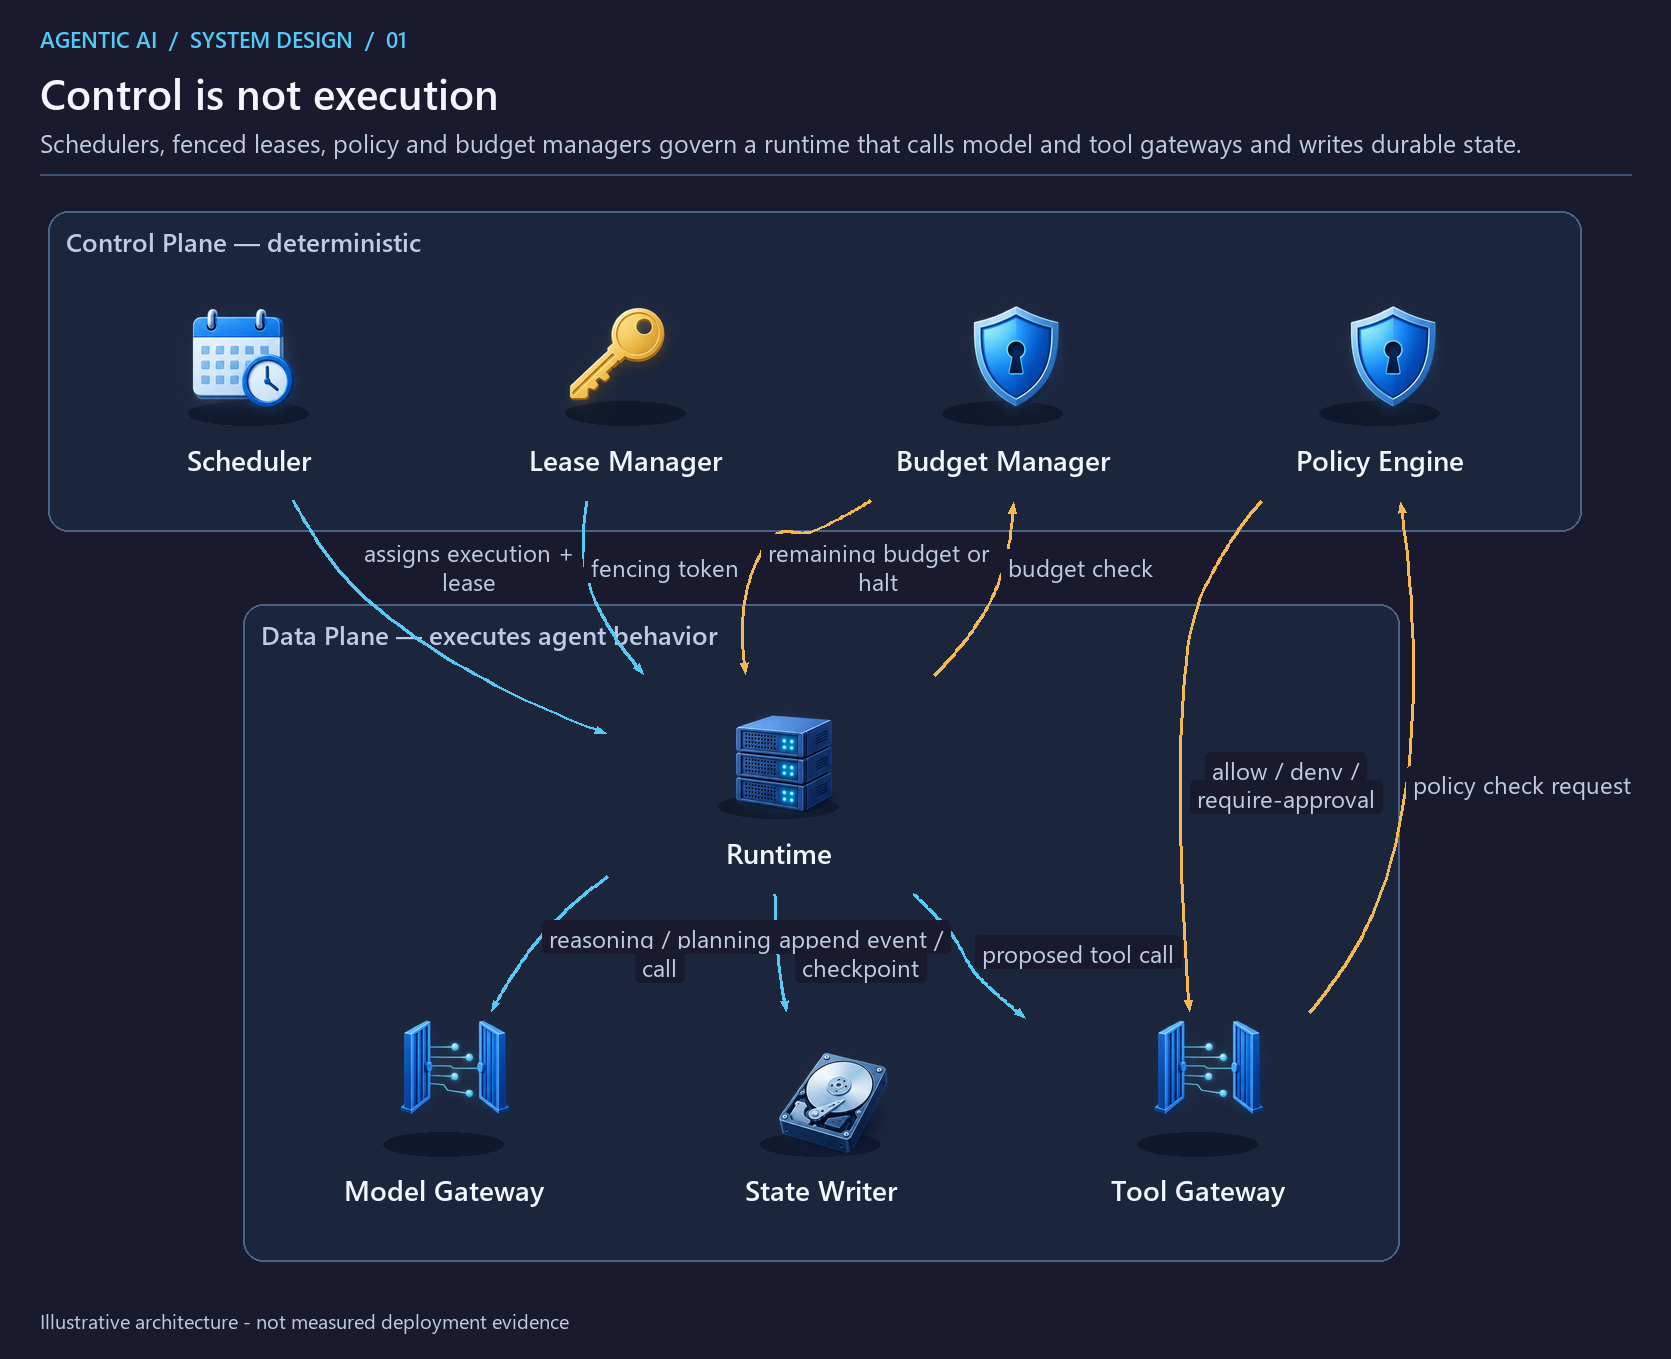 AGENTIC AI / SYSTEM DESIGN / 01
Control is not execution
Schedulers, fenced leases, policy and budget managers govern a runtime that calls model and tool gateways and writes durable state.
Control Plane — deterministic
Scheduler
Lease Manager
Budget Manager
Policy Engine
assigns execution +
lease
fencing token
remaining budget or
halt
budget check
Data Plane — executes agent behavior
allow / deny /
require-approval
policy check request
Runtime
reasoning / planning
call
append event /
checkpoint
proposed tool call
Model Gateway
State Writer
Tool Gateway
Illustrative architecture - not measured deployment evidence